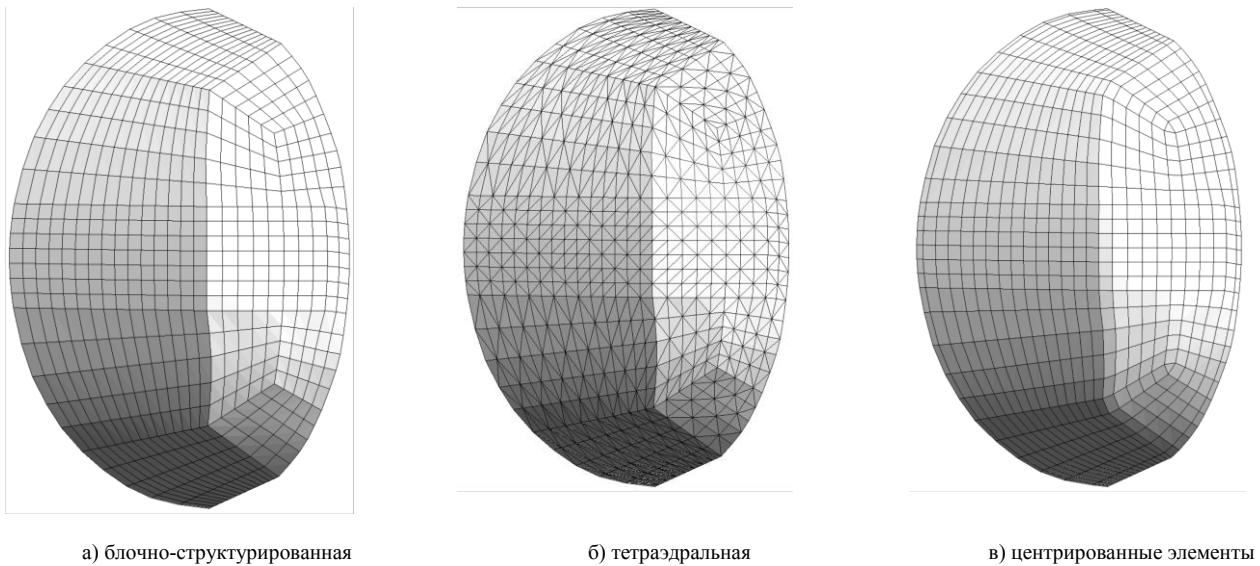 а) блочно-структурированная
б) тетраэдральная
в) центрированные элементы